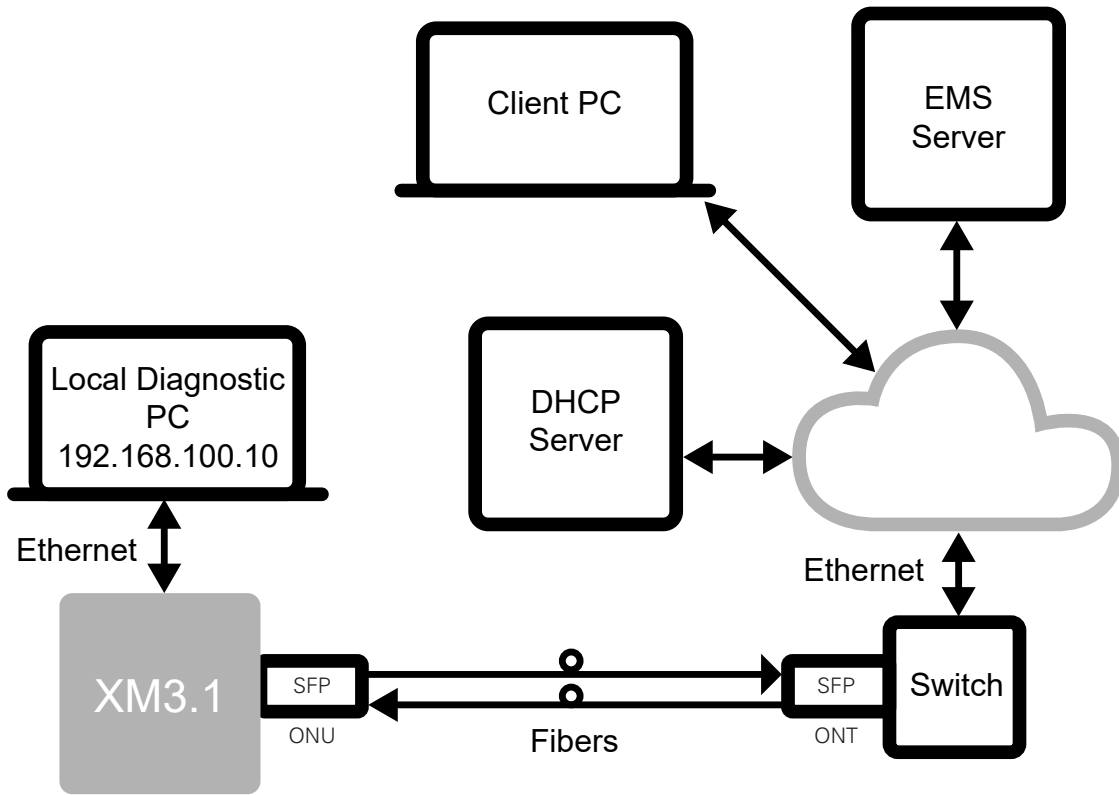 Client PC
EMS
Server
Local Diagnostic
PC
192.168.100.10
DHCP
Server
Ethernet
Ethernet
XM3.1
SFP
ONU
Fibers
SFP
ONT
Switch